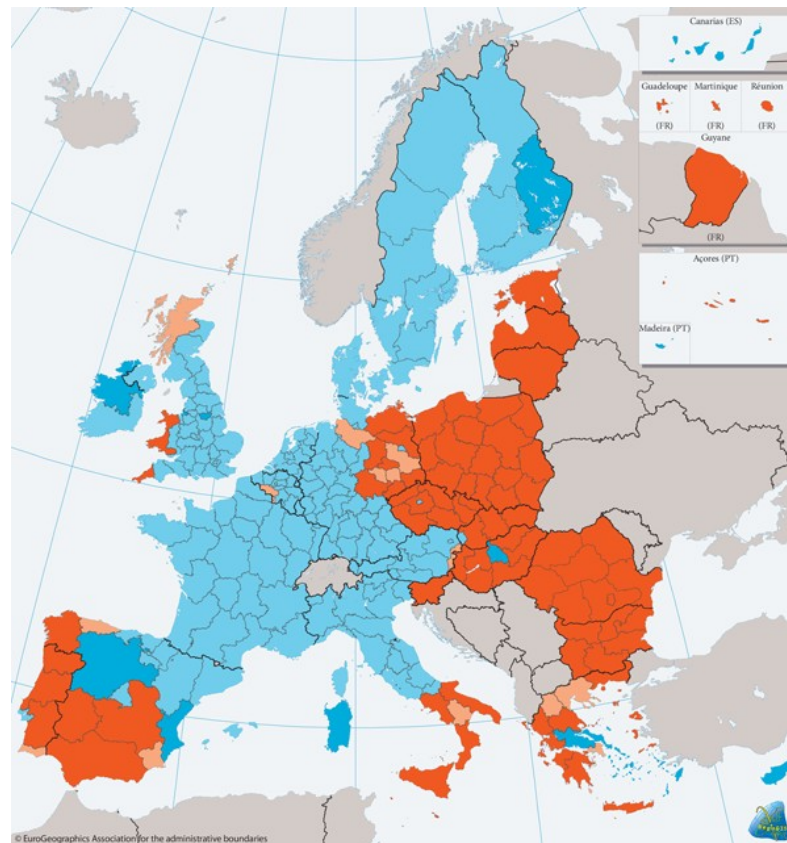 Canarias (ES)
Guadeloupe Martinique Réunion
(FR) (FR) (FR)
Guyane
(FR)
Açores (PT)
Madeira (PT)
© EuroGeographics Association for the administrative boundaries